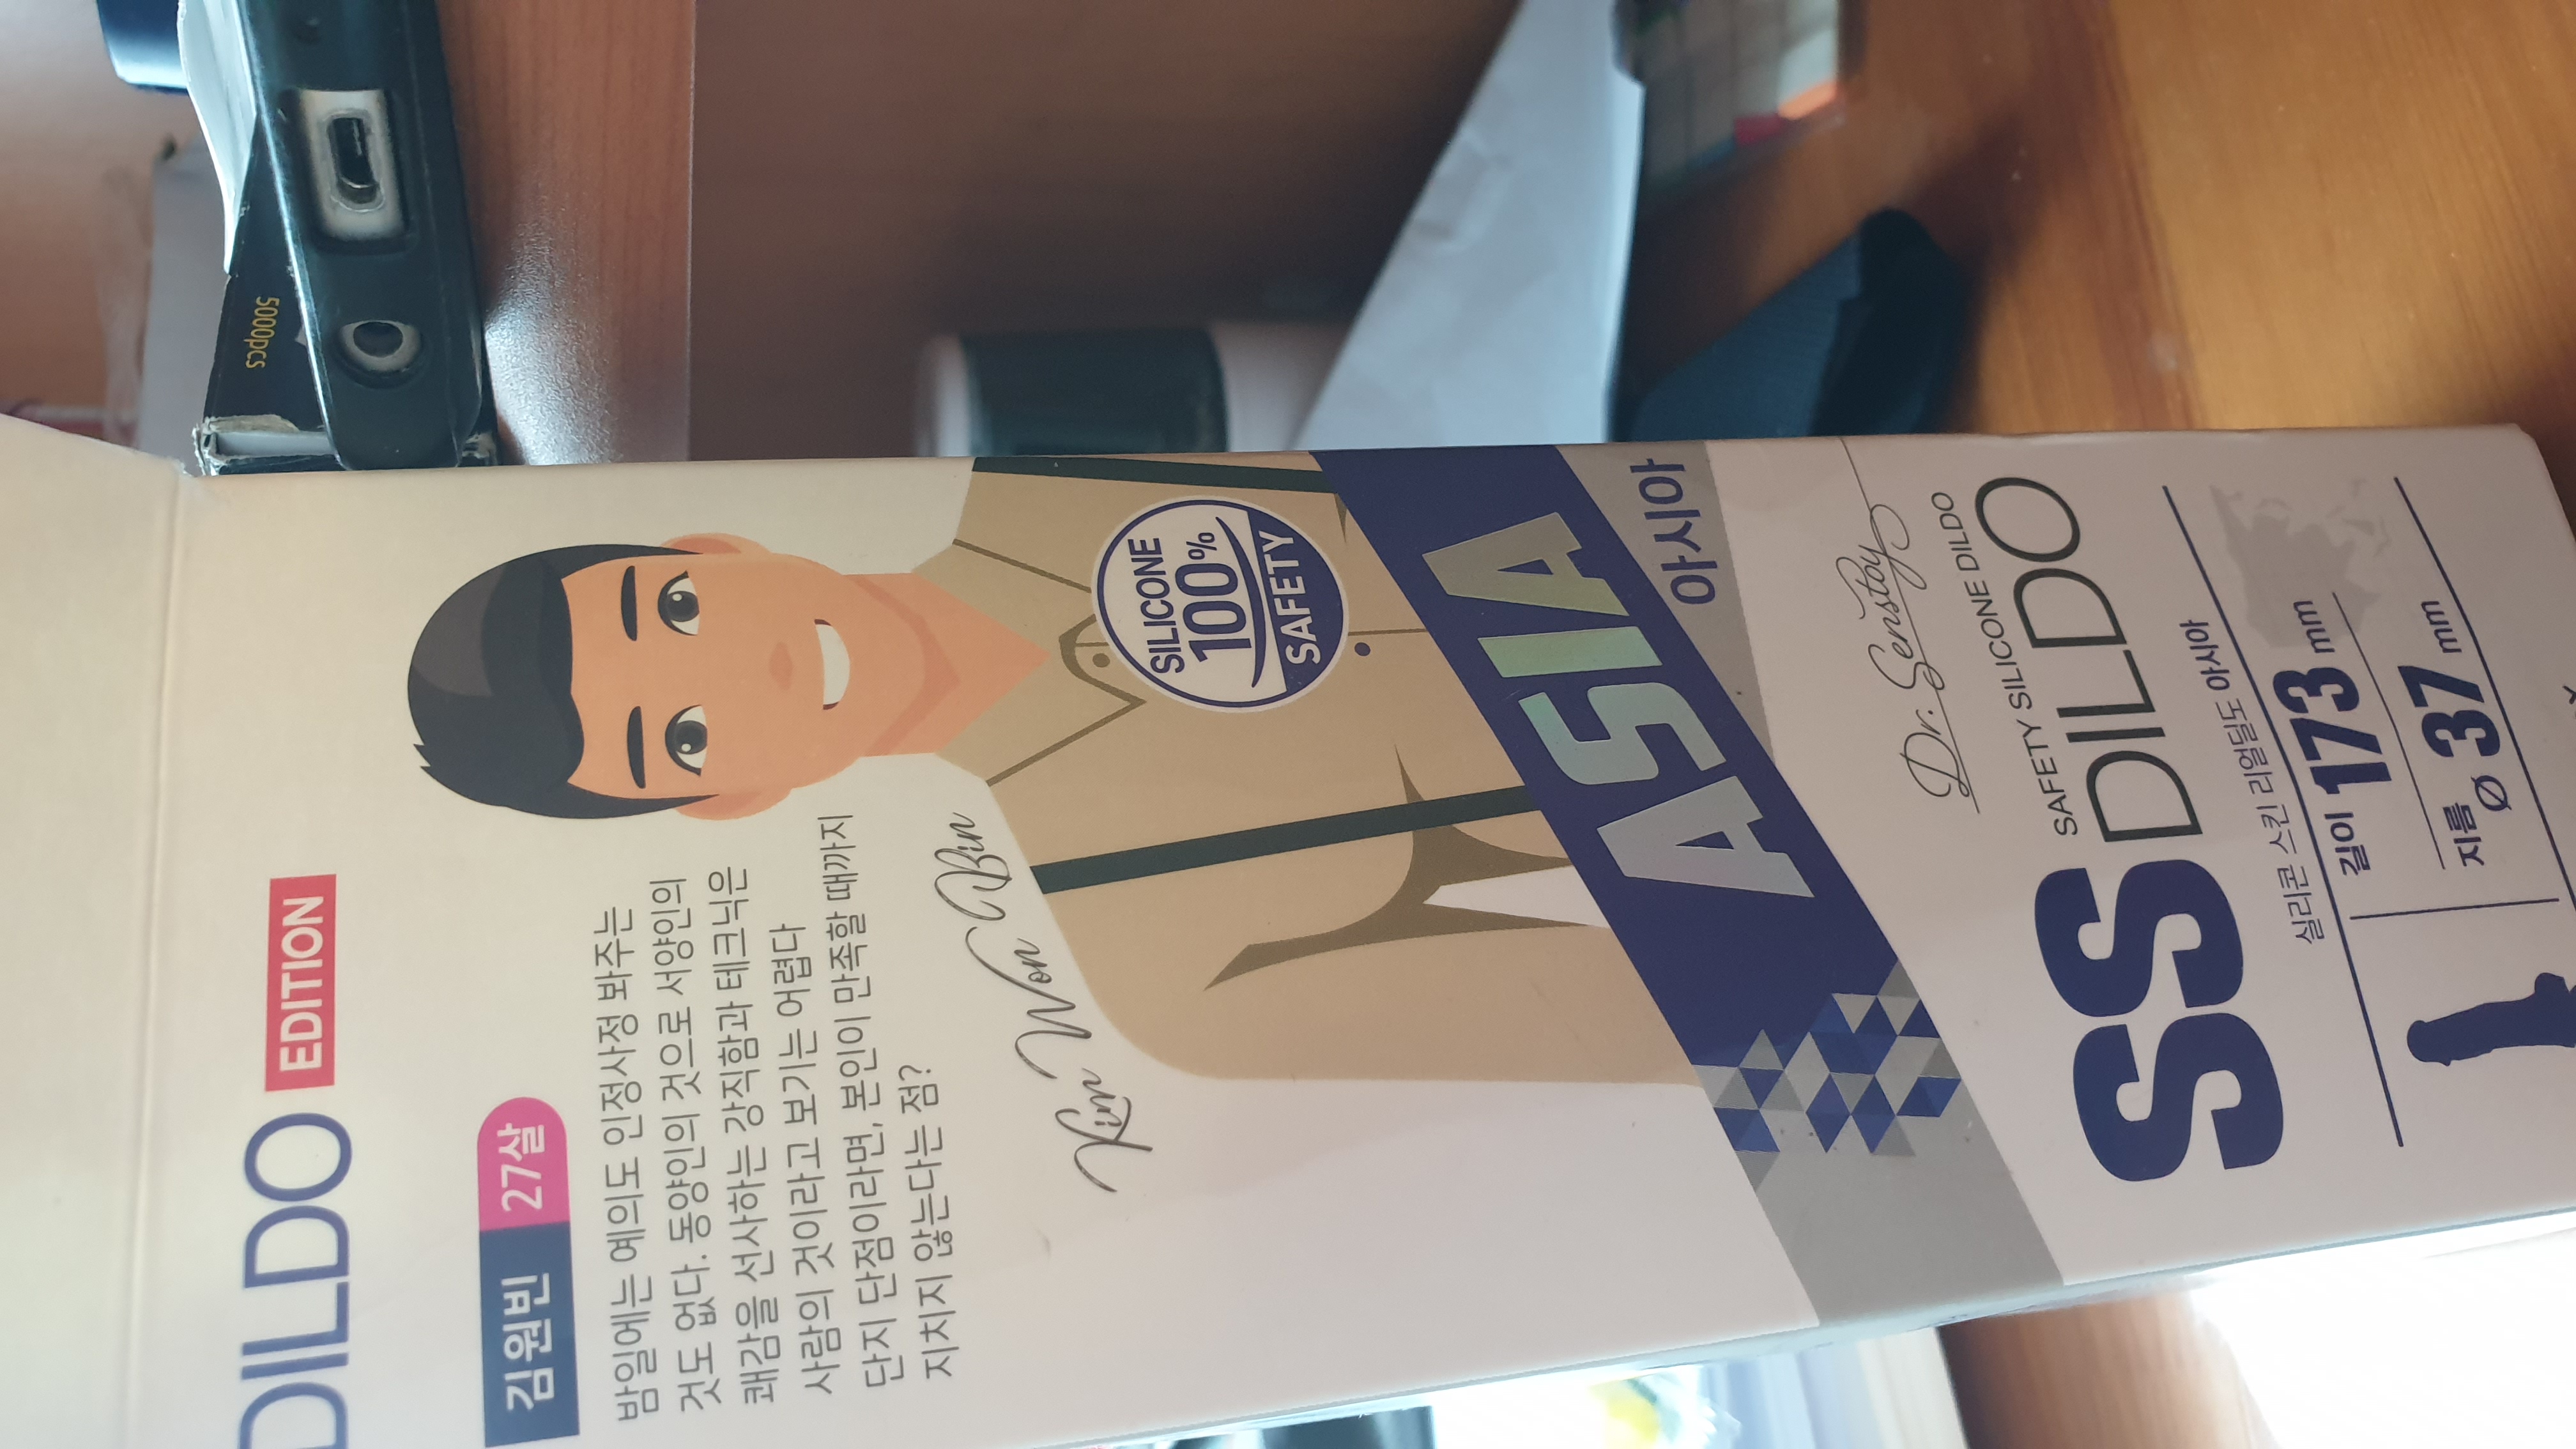 DILDO EDITION
김원빈 27살
밤일에는 예의도 인정사정 봐주는
것도 없다. 동양인의 것으로 서양인의
쾌감을 선사하는 강직함과 테크닉은
사람의 것이라고 보기는 어렵다
단지 단점이라면, 본인이 만족할 때까지
지치지 않는다는 점?
Kim Won Bin
SILICONE
100%
SAFETY
ASIA
아시아
Dr. Senstoy
SAFETY SILICONE DILDO
SSDILDO
실리콘 스킨 리얼딜도 아시아
길이 173 mm
지름 Ø 37 mm
5000pcs